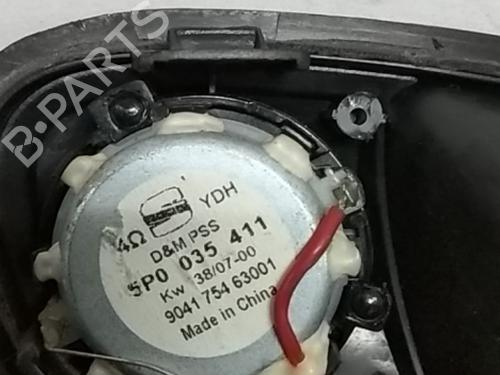 B-PARTS
4Ω YDH
D&M PSS
5P0 035 411
Kw 38/07-00
9041 754 63001
Made in China